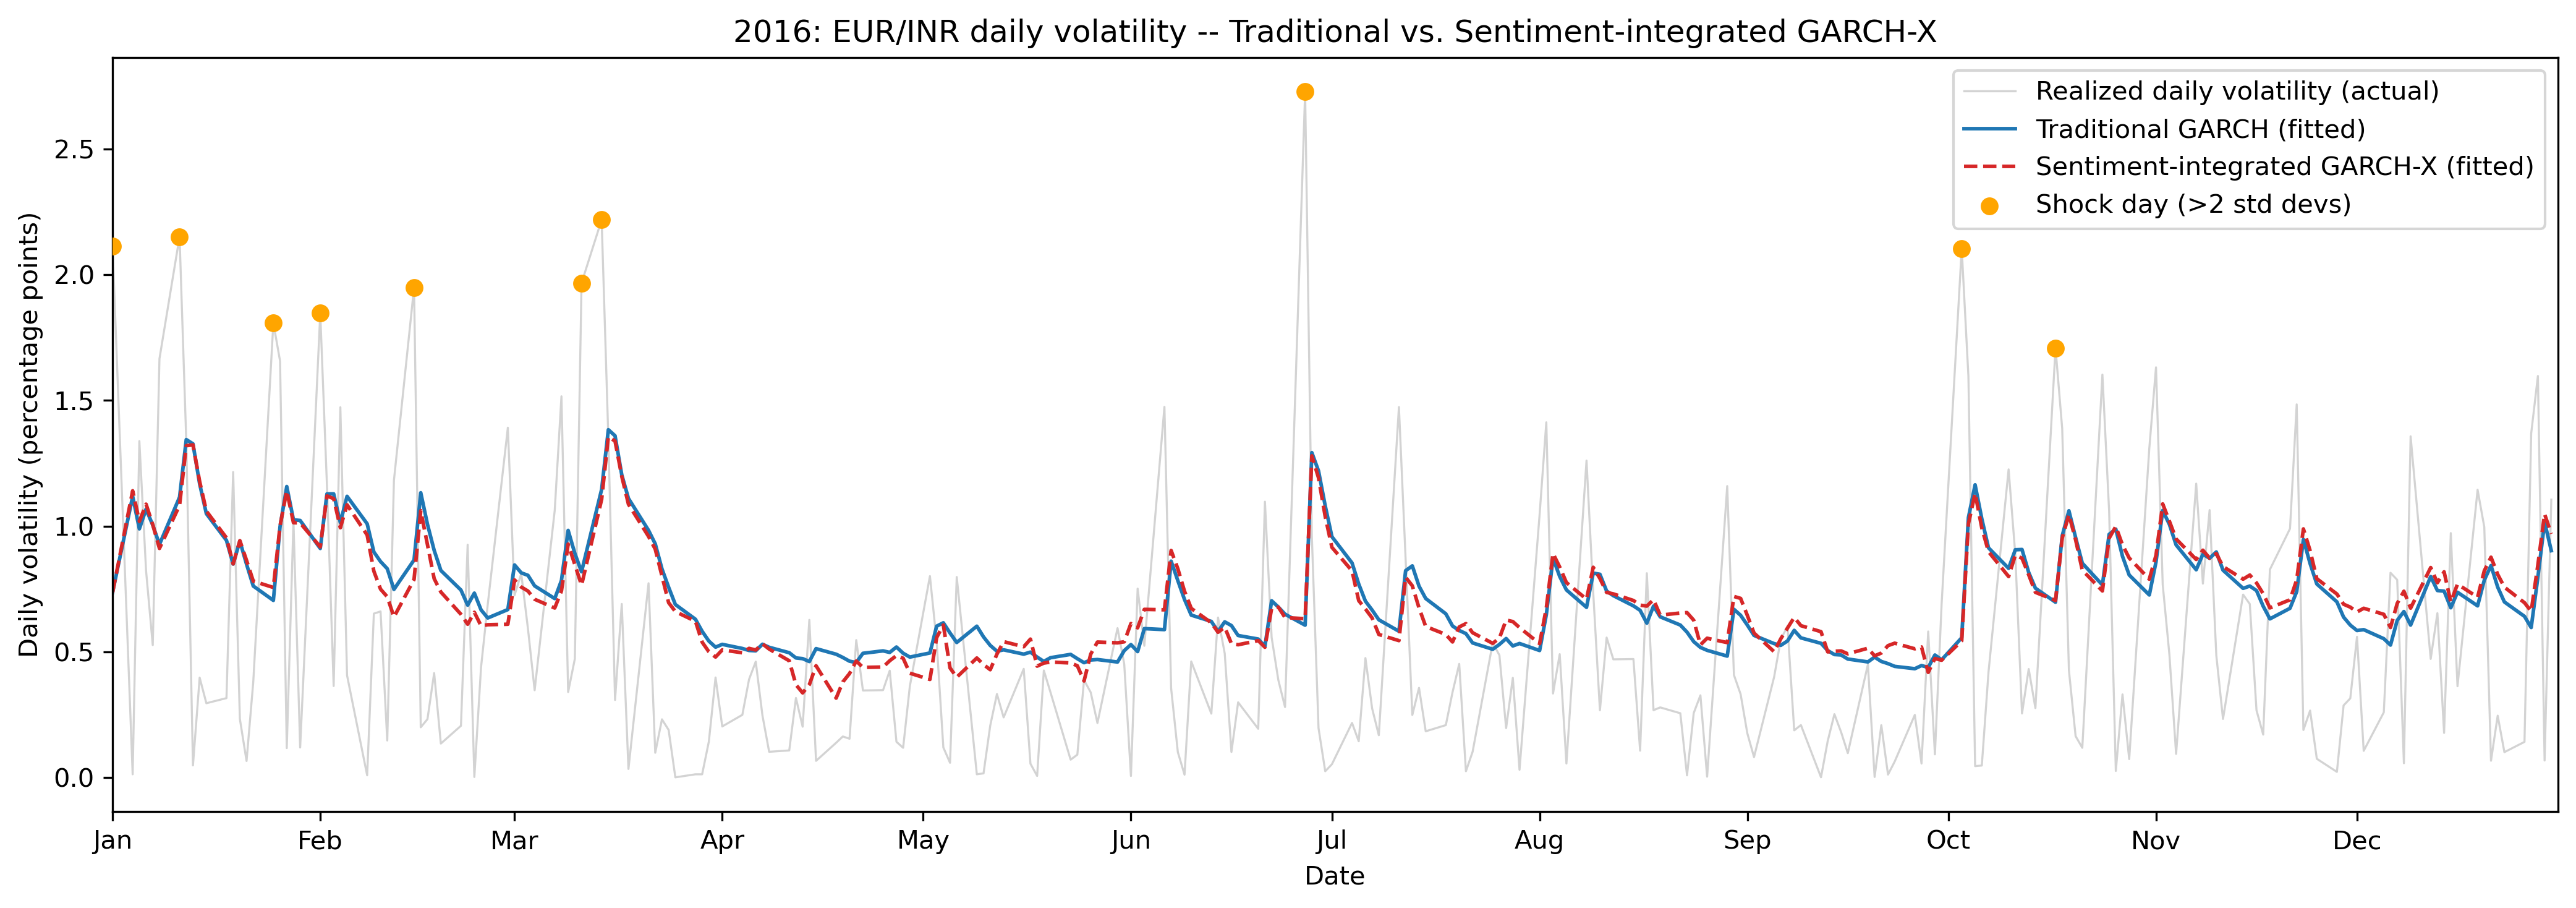 2016: EUR/INR daily volatility -- Traditional vs. Sentiment-integrated GARCH-X
Realized daily volatility (actual)
Traditional GARCH (fitted)
Sentiment-integrated GARCH-X (fitted)
Shock day (>2 std devs)
Daily volatility (percentage points)
2.5
2.0
1.5
1.0
0.5
0.0
Jan Feb Mar Apr May Jun Jul Aug Sep Oct Nov Dec
Date